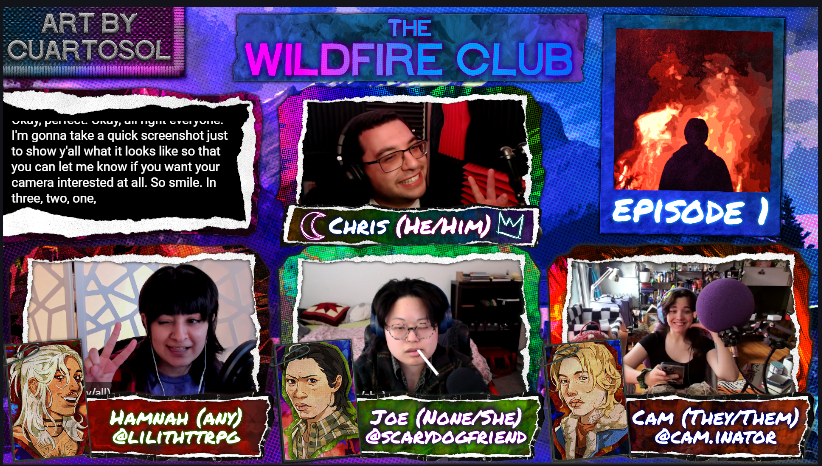 ART BY
CUARTOSOL
THE
WILDFIRE CLUB
Okay, perfect. Okay, all right everyone.
I'm gonna take a quick screenshot just
to show y'all what it looks like so that
you can let me know if you want your
camera interested at all. So smile. In
three, two, one,
CHRIS (HE/HIM)
EPISODE 1
y/all)
HAMNAH (ANY)
@LILITHTTRPG
JOE (NONE/SHE)
@SCARYDOGFRIEND
CAM (THEY/THEM)
@CAM.INATOR